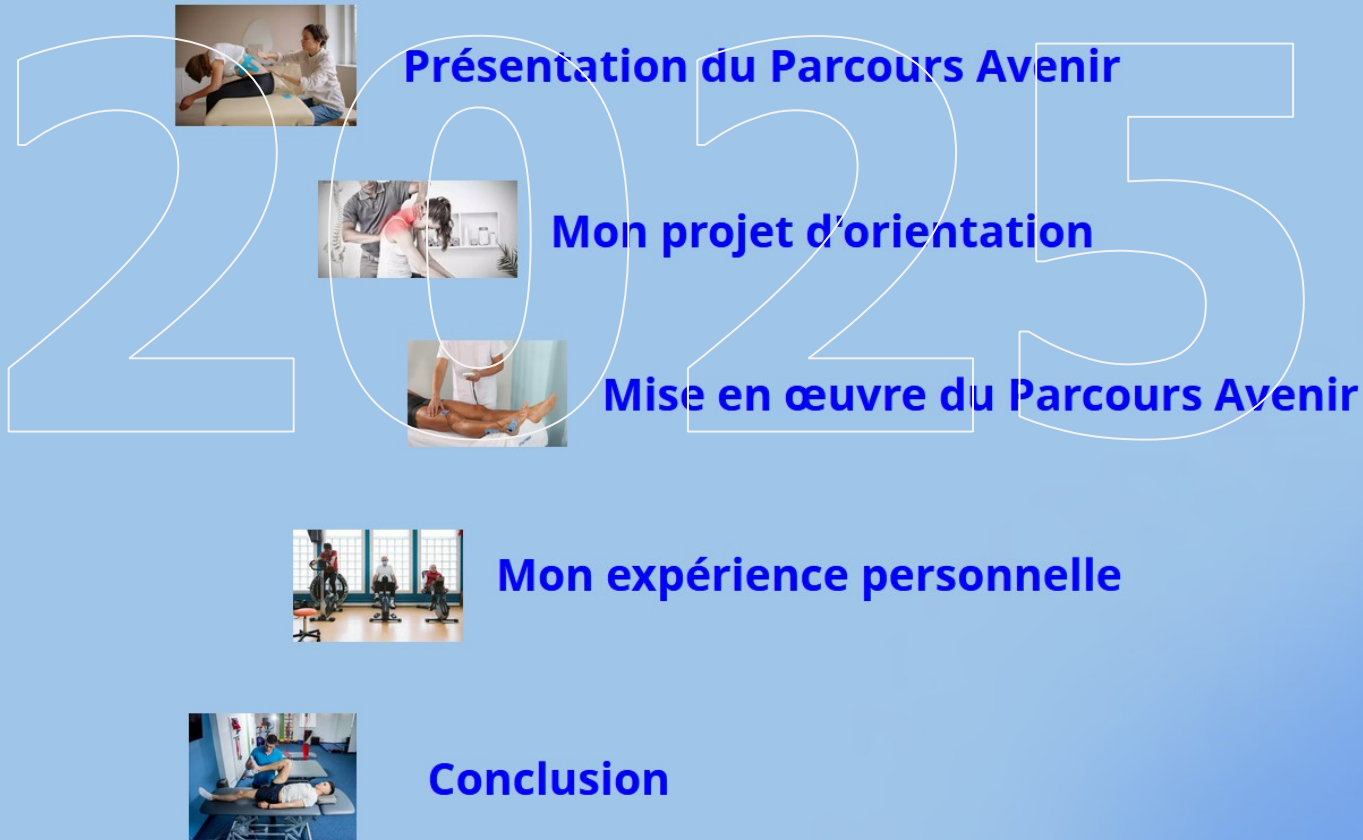 2025
Présentation du Parcours Avenir
Mon projet d'orientation
Mise en œuvre du Parcours Avenir
Mon expérience personnelle
Conclusion